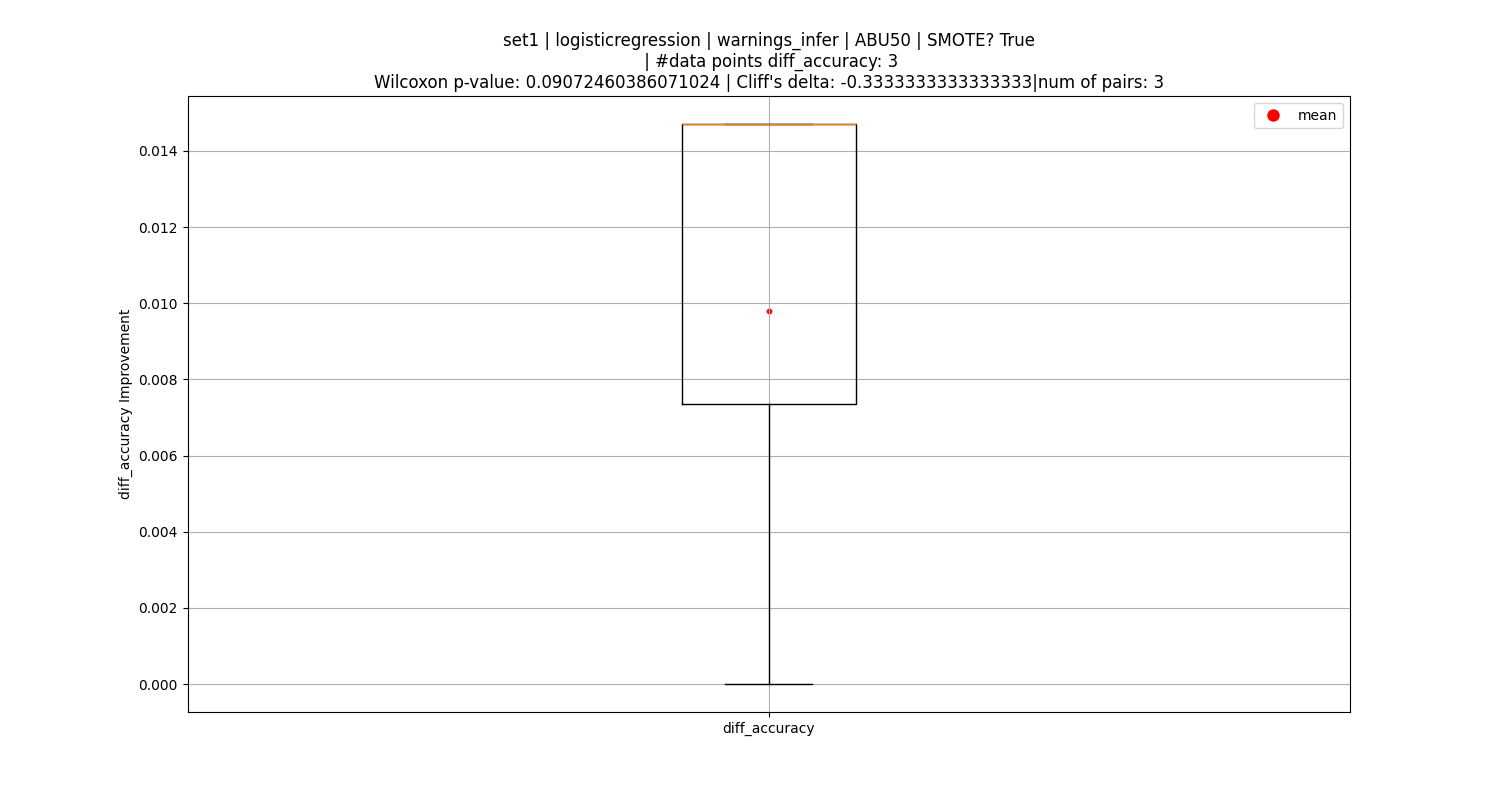 set1 | logisticregression | warnings_infer | ABU50 | SMOTE? True
| #data points diff_accuracy: 3
Wilcoxon p-value: 0.09072460386071024 | Cliff's delta: -0.3333333333333333|num of pairs: 3
mean
0.014
0.012
0.010
0.008
0.006
0.004
0.002
0.000
diff_accuracy Improvement
diff_accuracy